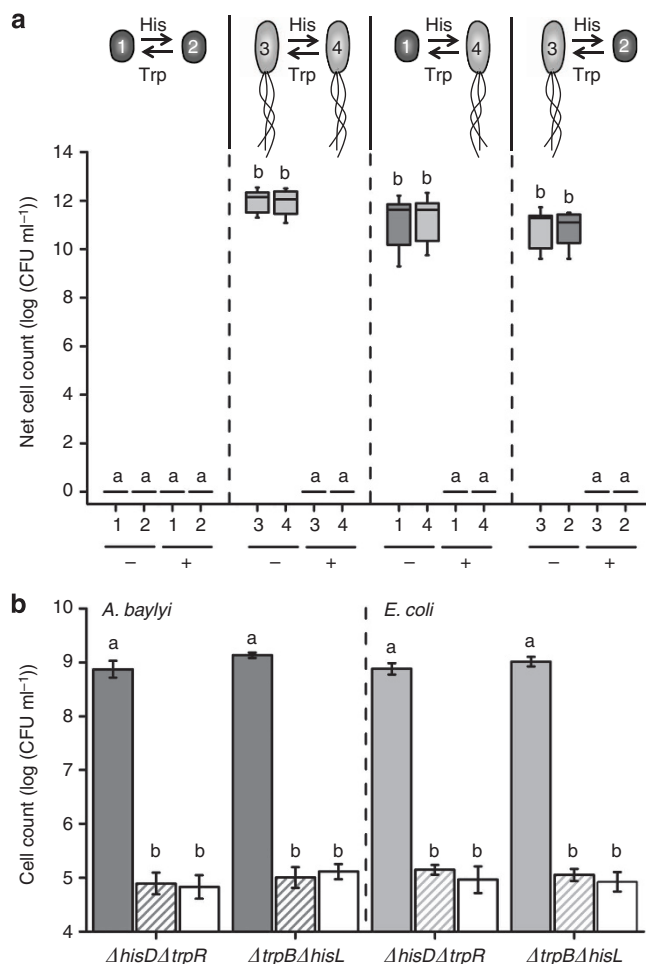 a
His His His His
1 2 3 4 1 4 3 2
Trp Trp Trp Trp
14
12
10
8
6
4
2
0
Net cell count (log (CFU ml−1))
b b b b b b
a a a a a a a a a a
1 2 1 2 3 4 3 4 1 4 1 4 3 2 3 2
− + − + − + − +
b
A. baylyi E. coli
10
9
8
7
6
5
4
Cell count (log (CFU ml−1))
a a a a
b b b b b b b b
ΔhisDΔtrpR ΔtrpBΔhisL ΔhisDΔtrpR ΔtrpBΔhisL